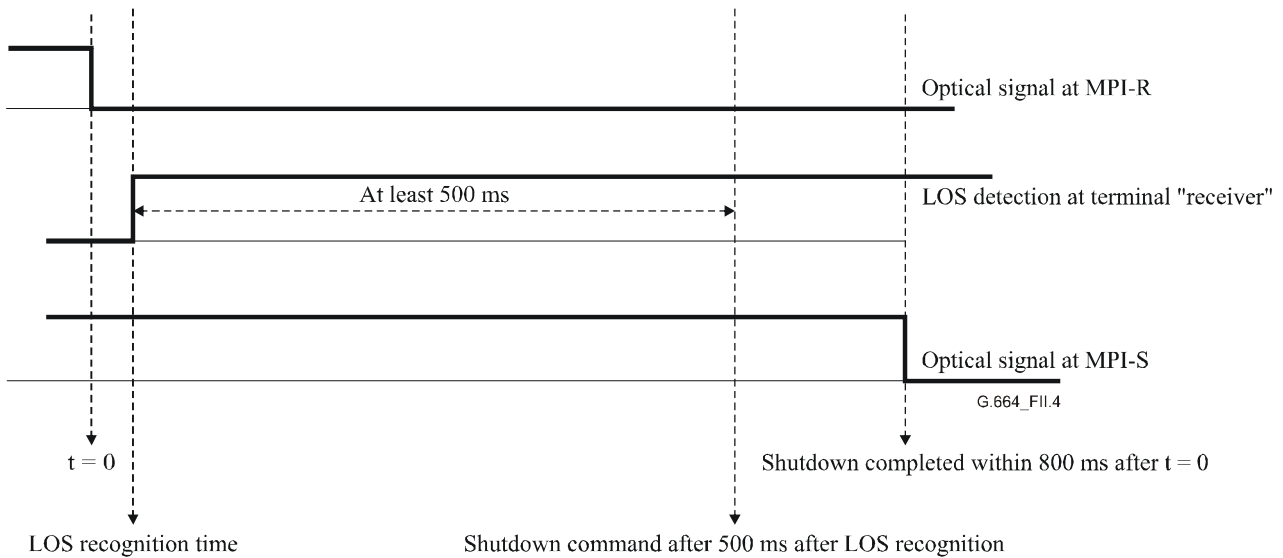 Optical signal at MPI-R
At least 500 ms
LOS detection at terminal "receiver"
Optical signal at MPI-S
G.664_FII.4
t = 0
Shutdown completed within 800 ms after t = 0
LOS recognition time
Shutdown command after 500 ms after LOS recognition